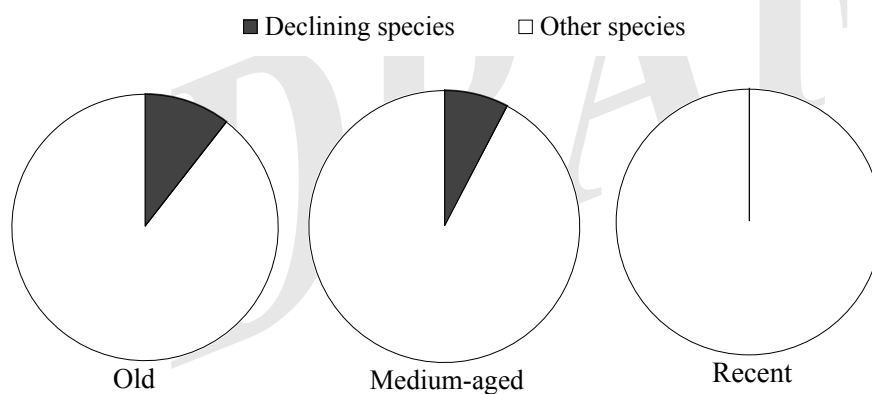 Declining species Other species
DRAFT
Old
Medium-aged
Recent